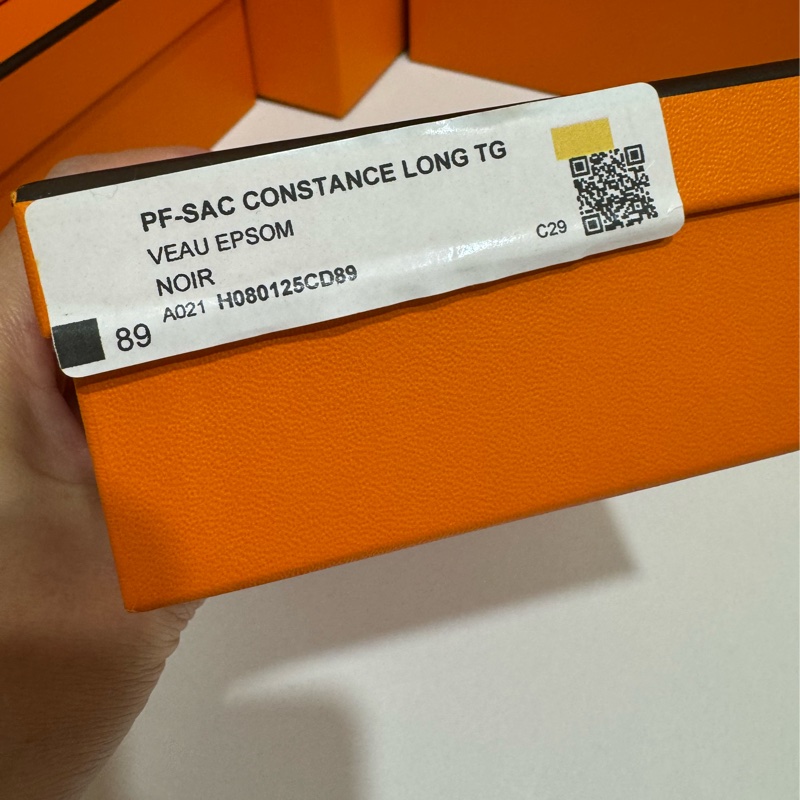 PF-SAC CONSTANCE LONG TG
VEAU EPSOM
NOIR
C29
A021 H080125CD89
89